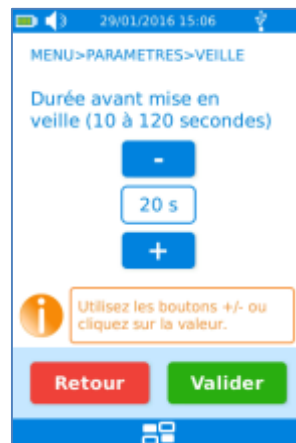 29/01/2016 15:06
MENU>PARAMETRES>VEILLE
Durée avant mise en
veille (10 à 120 secondes)
-
20 s
+
Utilisez les boutons +/- ou
cliquez sur la valeur.
Retour
Valider